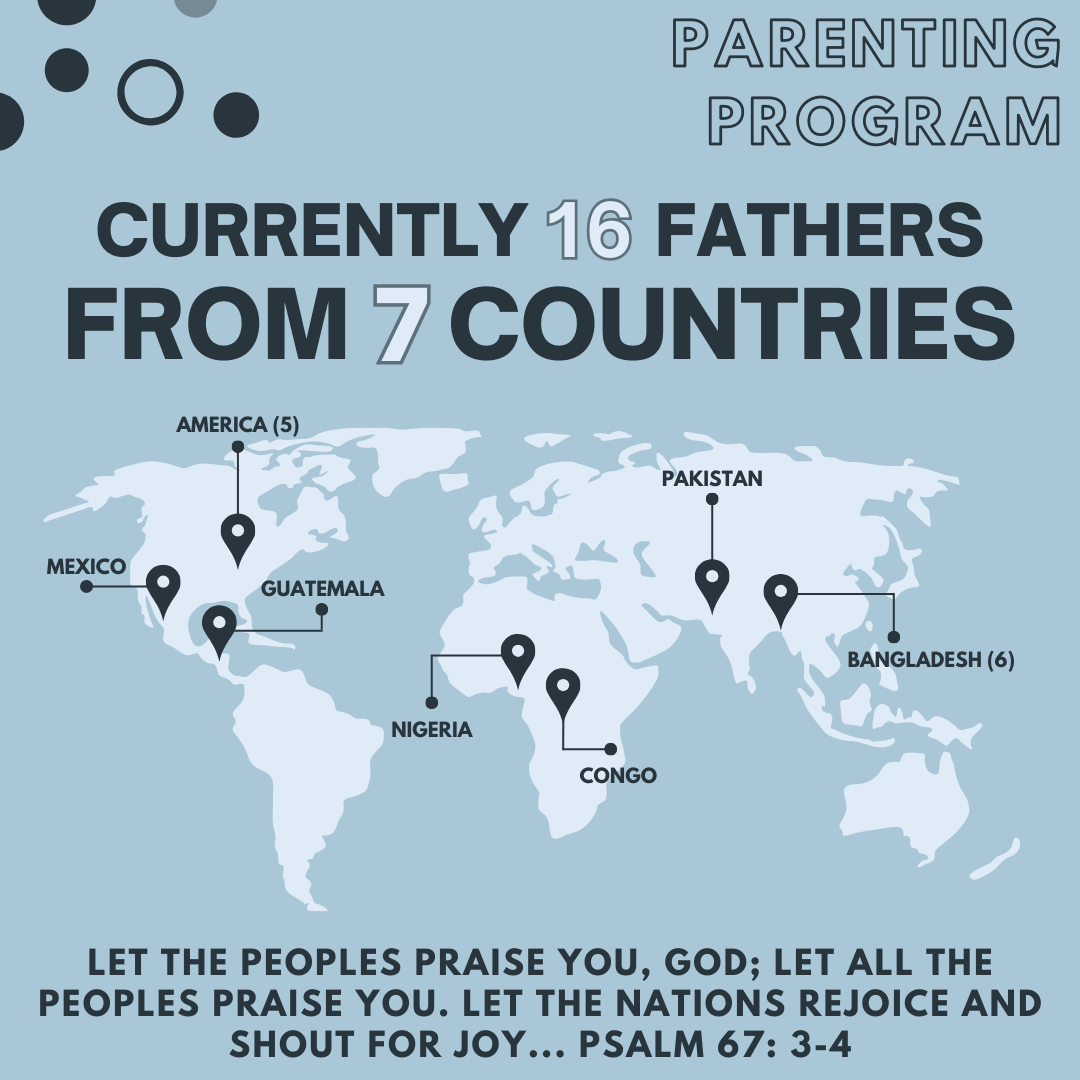 PARENTING
PROGRAM
CURRENTLY 16 FATHERS
FROM 7 COUNTRIES
AMERICA (5)
PAKISTAN
MEXICO
GUATEMALA
BANGLADESH (6)
NIGERIA
CONGO
LET THE PEOPLES PRAISE YOU, GOD; LET ALL THE
PEOPLES PRAISE YOU. LET THE NATIONS REJOICE AND
SHOUT FOR JOY... PSALM 67: 3-4